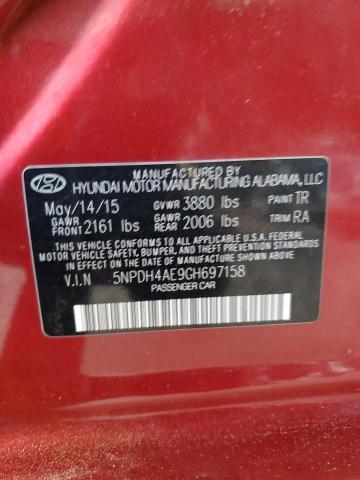 MANUFACTURED BY
HYUNDAI MOTOR MANUFACTURING ALABAMA, LLC
May/14/15 GVWR 3880 lbs PAINT TR
GAWR FRONT 2161 lbs GAWR REAR 2006 lbs TRIM RA
THIS VEHICLE CONFORMS TO ALL APPLICABLE U.S. FEDERAL
MOTOR VEHICLE SAFETY, BUMPER, AND THEFT PREVENTION
STANDARDS IN EFFECT ON THE DATE OF MANUFACTURE SHOWN ABOVE.
V.I.N 5NPDH4AE9GH697158
PASSENGER CAR